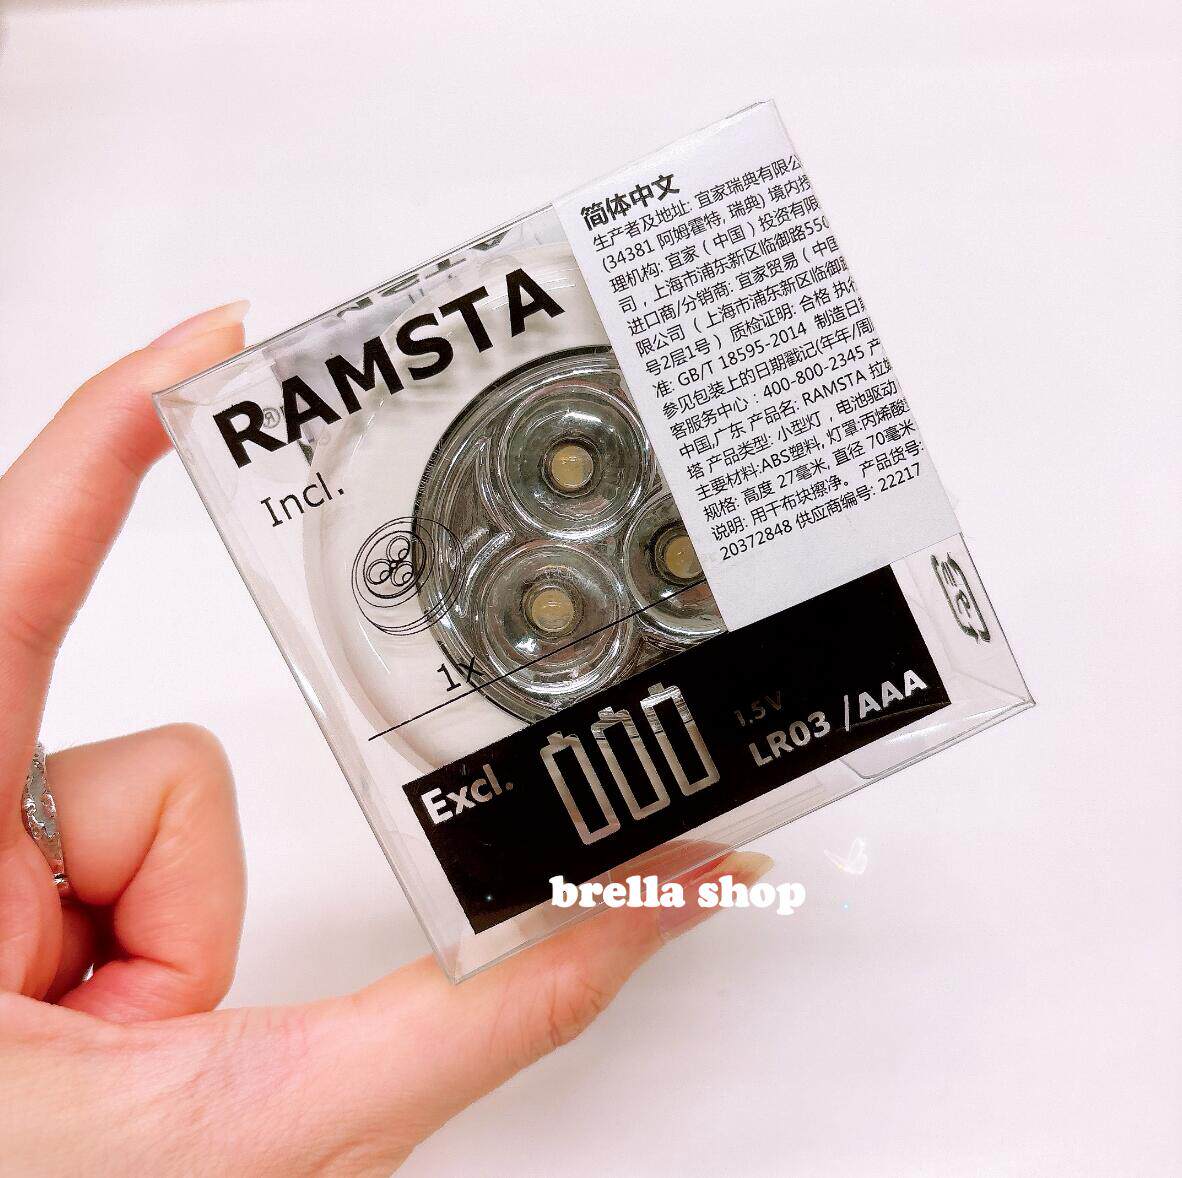 RAMSTA
Incl.
1x
Excl.
1.5V
LR03 /AAA
简体中文
生产者及地址: 宜家瑞典有限公
(34381 阿姆霍特, 瑞典) 境内授
理机构: 宜家（中国）投资有限
司，上海市浦东新区临御路550
进口商/分销商: 宜家贸易（中国
限公司（上海市浦东新区临御路
号2层1号）质检证明: 合格 执行
准: GB/T 18595-2014 制造日期
参见包装上的日期戳记(年年/周
客服务中心：400-800-2345 产
中国,广东 产品名: RAMSTA 拉姆
塔 产品类型: 小型灯，电池驱动
主要材料:ABS塑料, 灯罩:丙烯酸
规格: 高度 27毫米, 直径 70毫米
说明: 用干布块擦净。 产品货号:
20372848 供应商编号: 22217
brella shop